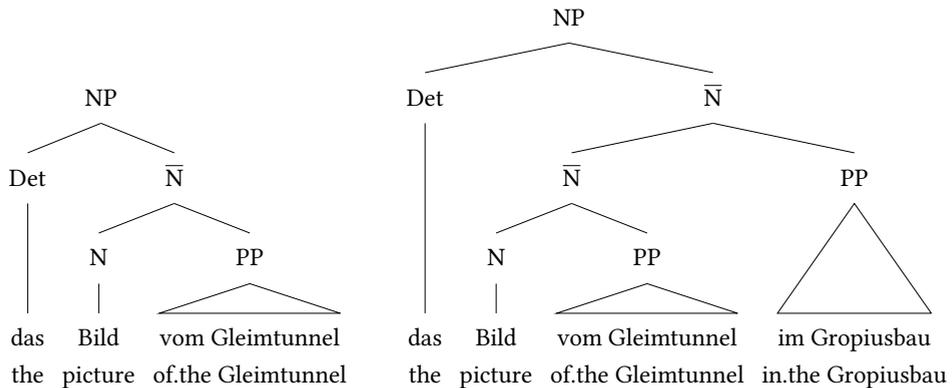 NP
Det N̅
N PP
das Bild vom Gleimtunnel
the picture of.the Gleimtunnel
NP
Det N̅
N̅ PP
N PP
das Bild vom Gleimtunnel im Gropiusbau
the picture of.the Gleimtunnel in.the Gropiusbau